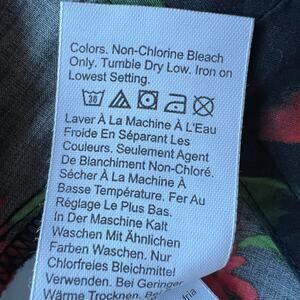 Colors. Non-Chlorine Bleach
Only. Tumble Dry Low. Iron on
Lowest Setting.
30
Laver À La Machine À L'Eau
Froide En Séparant Les
Couleurs. Seulement Agent
De Blanchiment Non-Chloré.
Sécher À La Machine À
Basse Température. Fer Au
Réglage Le Plus Bas.
In Der Maschine Kalt
Waschen Mit Ähnlichen
Farben Waschen. Nur
Chlorfreies Bleichmittel
Verwenden. Bei Geringer
Wärme Trocknen. Bei